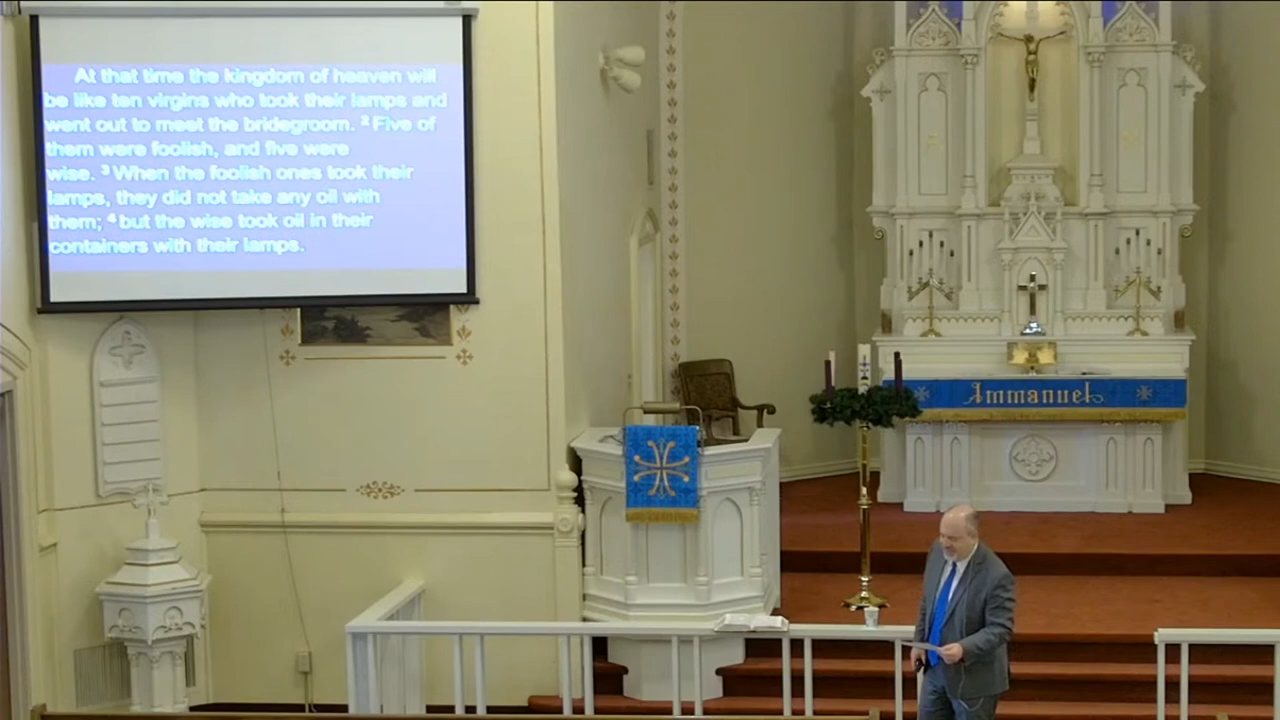 At that time the kingdom of heaven will
be like ten virgins who took their lamps and
went out to meet the bridegroom. ² Five of
them were foolish, and five were
wise. ³ When the foolish ones took their
lamps, they did not take any oil with
them; ⁴ but the wise took oil in their
containers with their lamps.
Immanuel